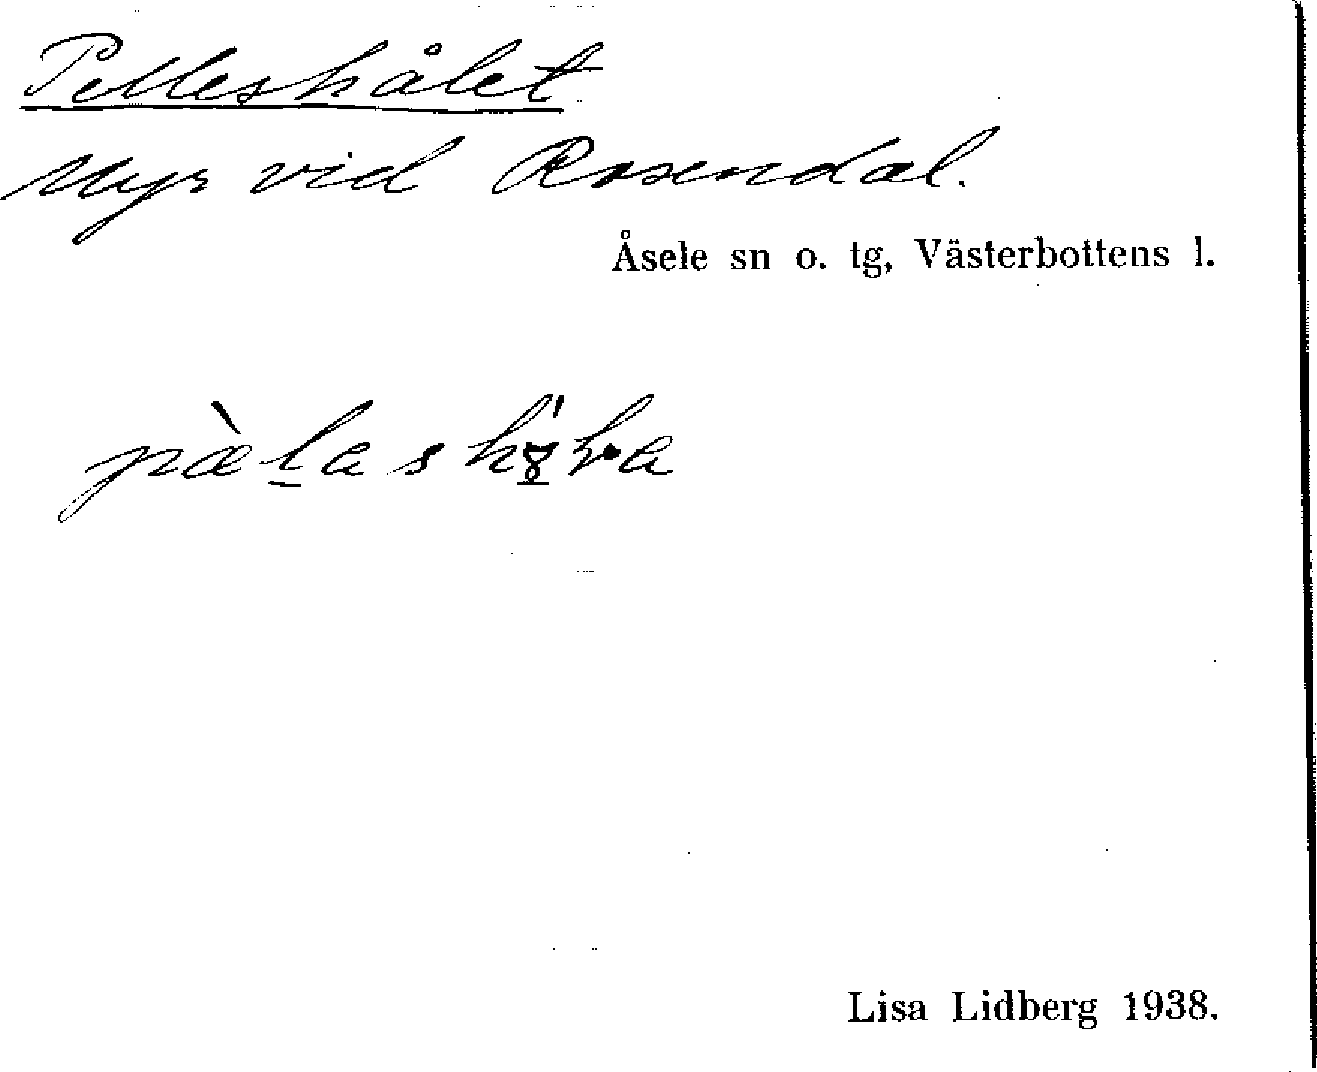 Pelleshålet
Myr vid Rosendal.
Åsele sn o. tg, Västerbottens l.
Lisa Lidberg 1938.